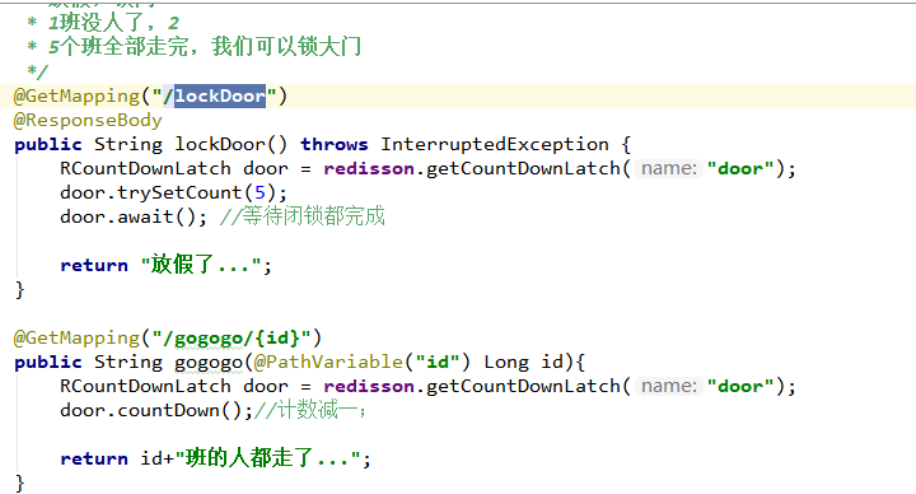 * 1班没人了，2
* 5个班全部走完，我们可以锁大门
*/
@GetMapping("/lockDoor")
@ResponseBody
public String lockDoor() throws InterruptedException {
RCountDownLatch door = redisson.getCountDownLatch( name: "door");
door.trySetCount(5);
door.await(); //等待闭锁都完成
return "放假了...";
}
@GetMapping("/gogogo/{id}")
public String gogogo(@PathVariable("id") Long id){
RCountDownLatch door = redisson.getCountDownLatch( name: "door");
door.countDown();//计数减一；
return id+"班的人都走了...";
}